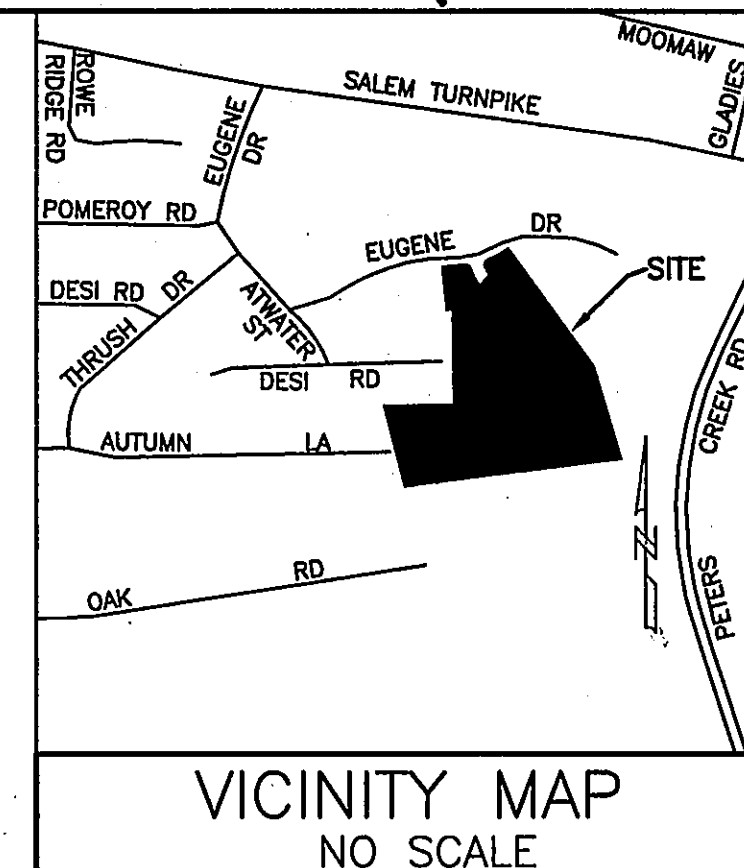 MOOMAW
GLADIES
ROWE
RIDGE RD
SALEM TURNPIKE
EUGENE
DR
POMEROY RD
EUGENE DR
SITE
DESI RD
THRUSH DR
ATWATER
ST
DESI RD
CREEK RD
PETERS
AUTUMN LA
N
OAK RD
VICINITY MAP
NO SCALE